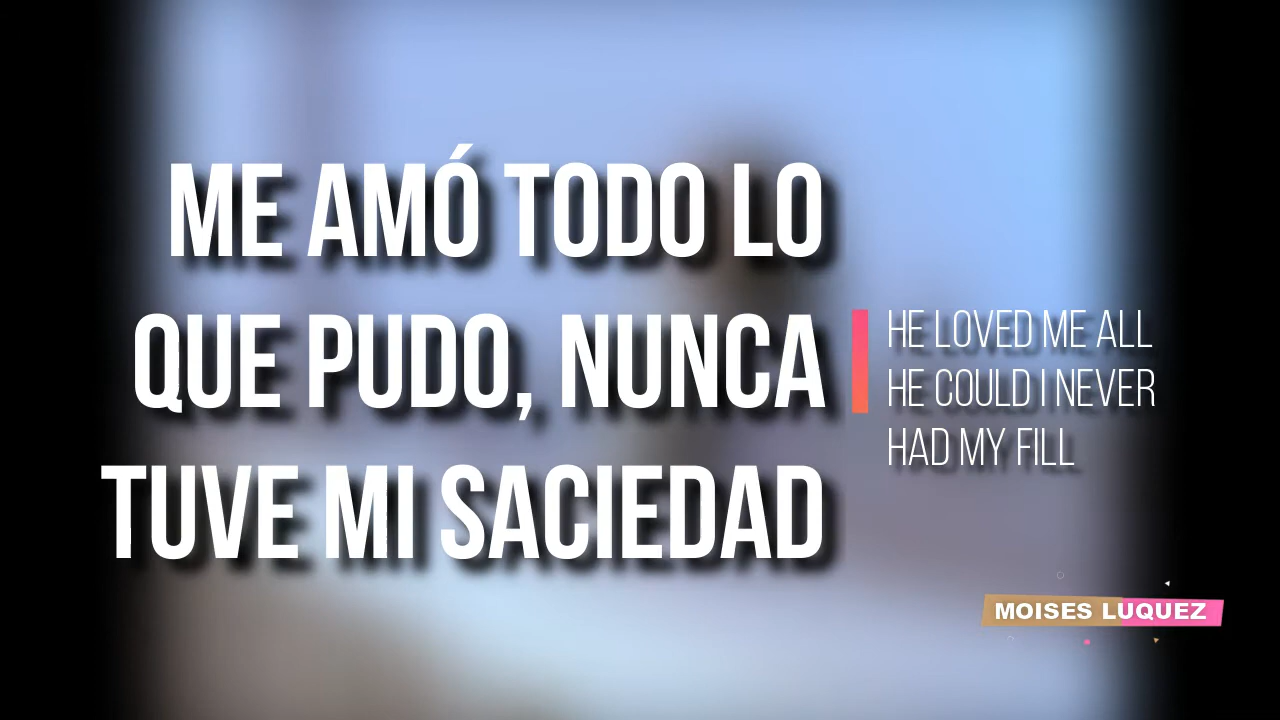 ME AMÓ TODO LO
QUE PUDO, NUNCA
TUVE MI SACIEDAD
HE LOVED ME ALL
HE COULD I NEVER
HAD MY FILL
MOISES LUQUEZ